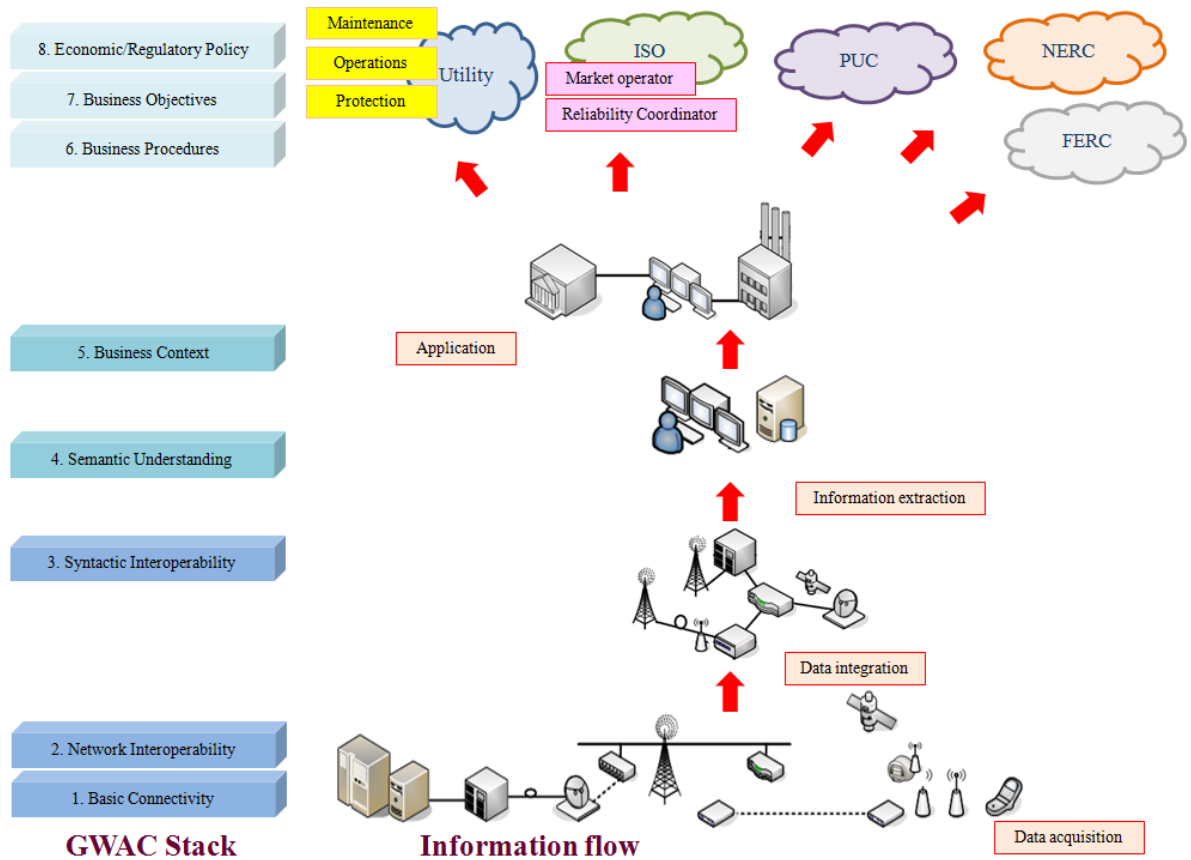 Maintenance
8. Economic/Regulatory Policy
Operations
Utility
ISO
Market operator
PUC
NERC
7. Business Objectives
Protection
Reliability Coordinator
6. Business Procedures
FERC
5. Business Context
Application
4. Semantic Understanding
Information extraction
3. Syntactic Interoperability
Data integration
2. Network Interoperability
1. Basic Connectivity
Data acquisition
GWAC Stack
Information flow